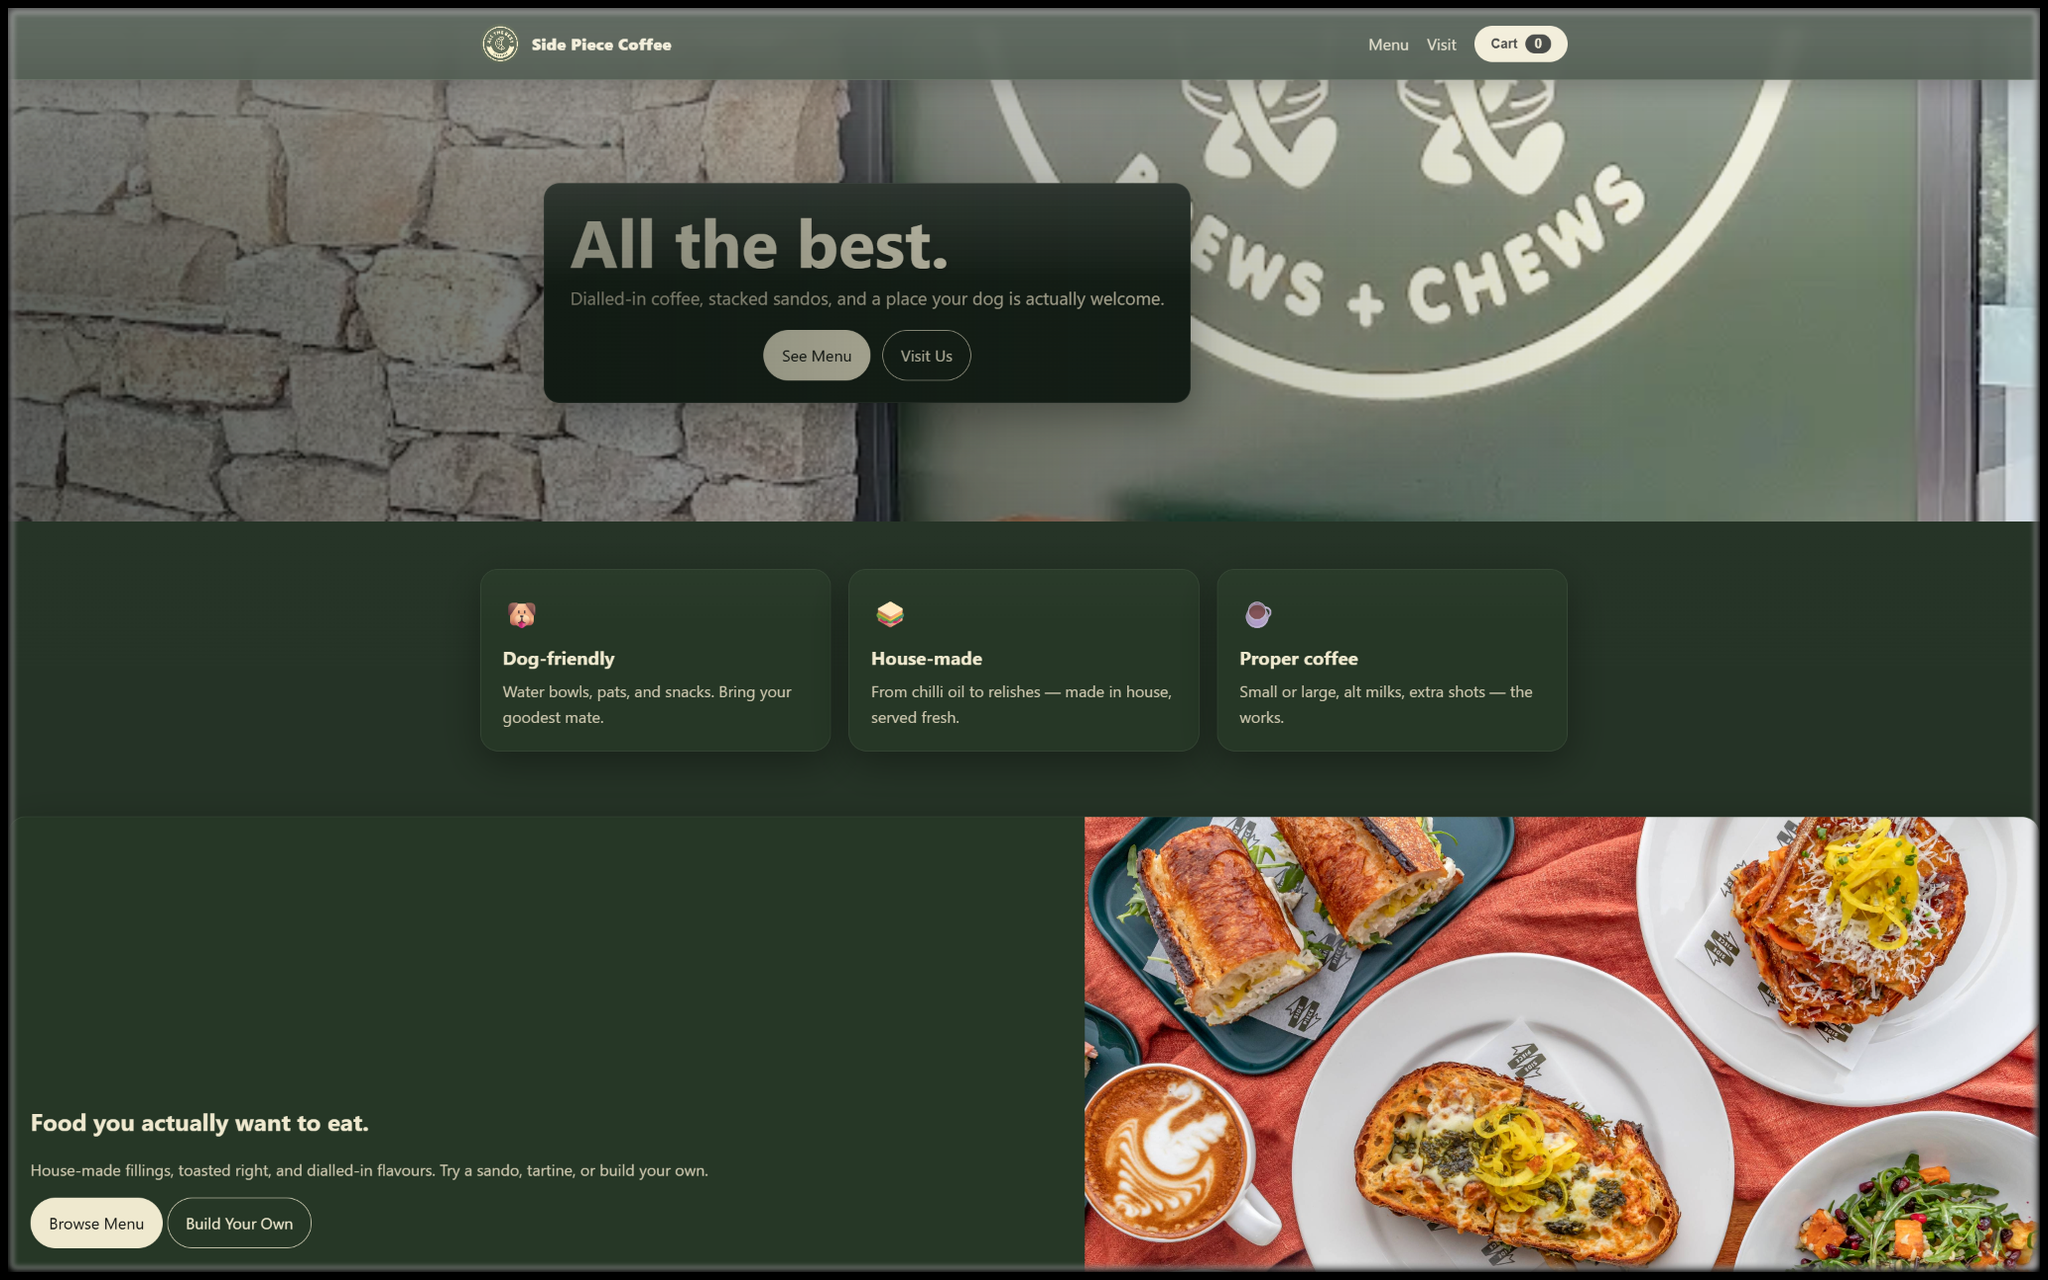 Side Piece Coffee
Menu
Visit
Cart 0
EWS + CHEWS
All the best.
Dialled-in coffee, stacked sandos, and a place your dog is actually welcome.
See Menu
Visit Us
Dog-friendly
Water bowls, pats, and snacks. Bring your
goodest mate.
House-made
From chilli oil to relishes — made in house,
served fresh.
Proper coffee
Small or large, alt milks, extra shots — the
works.
Food you actually want to eat.
House-made fillings, toasted right, and dialled-in flavours. Try a sando, tartine, or build your own.
Browse Menu
Build Your Own
SIDE PIECE